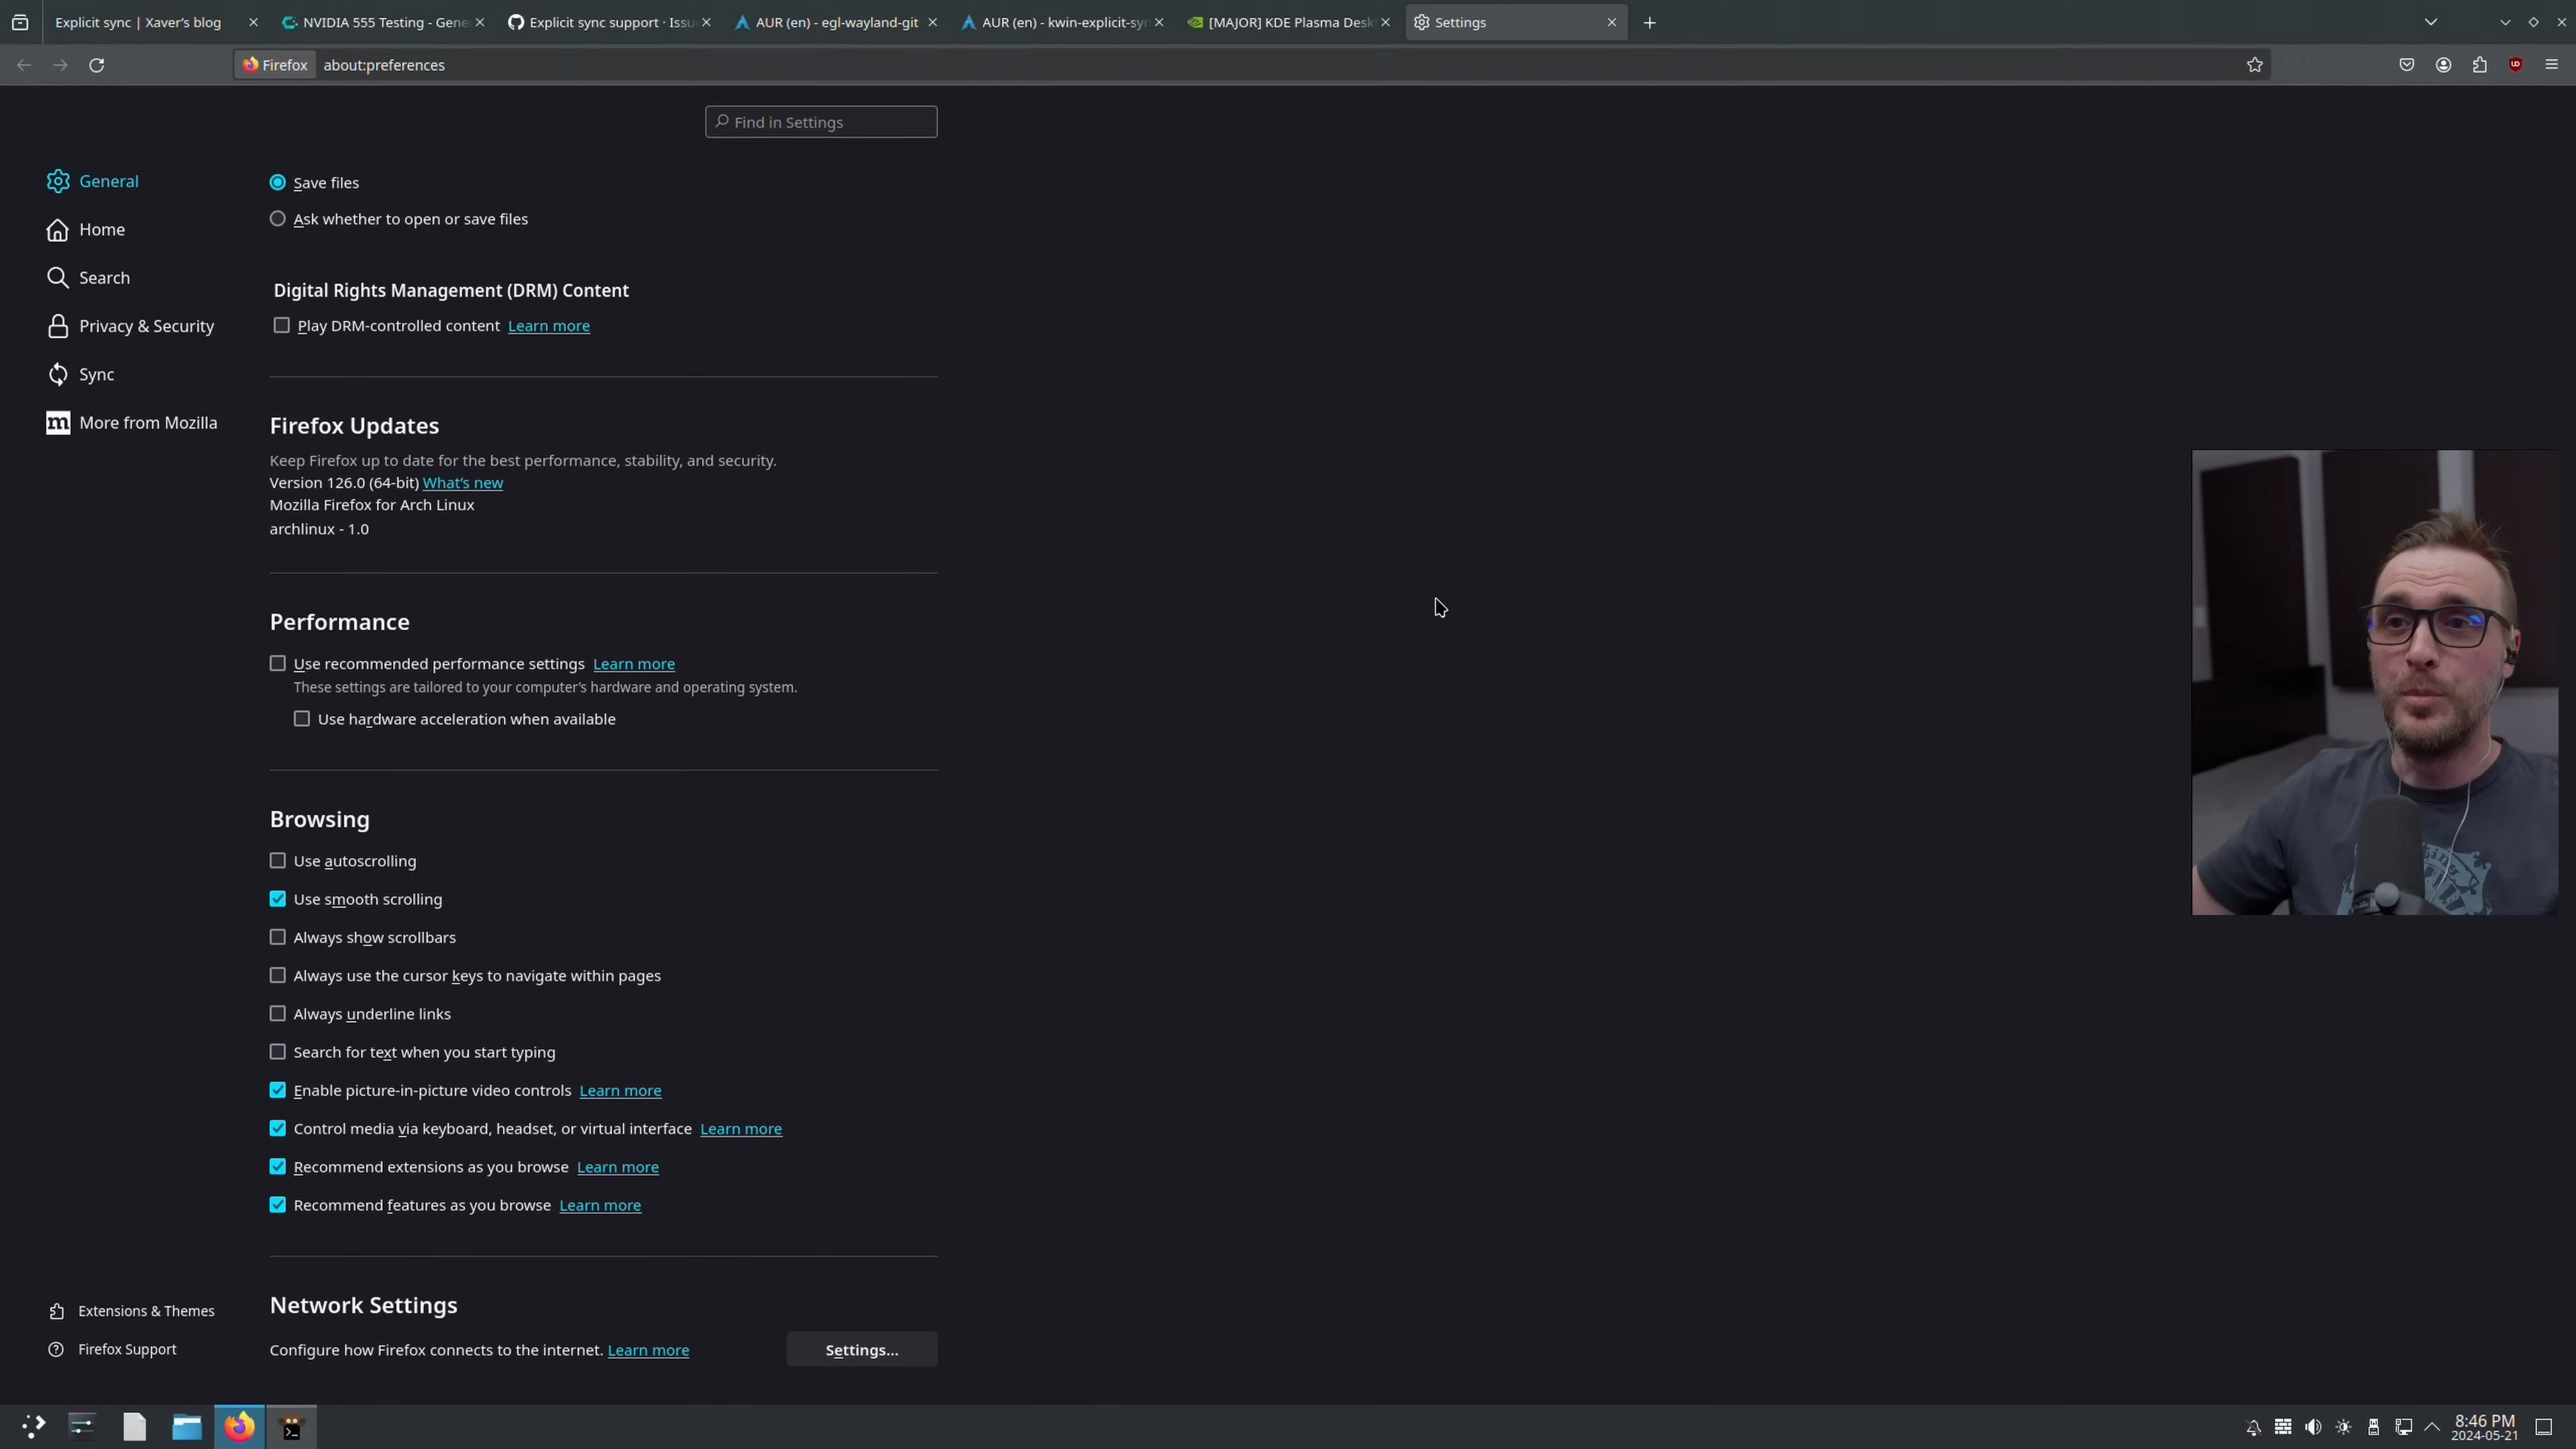 Explicit sync | Xaver's blog
NVIDIA 555 Testing - Gene
Explicit sync support · Issu
AUR (en) - egl-wayland-git
AUR (en) - kwin-explicit-syn
[MAJOR] KDE Plasma Desk
Settings
Firefox about:preferences
Find in Settings
General
Home
Search
Privacy & Security
Sync
More from Mozilla
Save files
Ask whether to open or save files
Digital Rights Management (DRM) Content
Play DRM-controlled content Learn more
Firefox Updates
Keep Firefox up to date for the best performance, stability, and security.
Version 126.0 (64-bit) What's new
Mozilla Firefox for Arch Linux
archlinux - 1.0
Performance
Use recommended performance settings Learn more
These settings are tailored to your computer's hardware and operating system.
Use hardware acceleration when available
Browsing
Use autoscrolling
Use smooth scrolling
Always show scrollbars
Always use the cursor keys to navigate within pages
Always underline links
Search for text when you start typing
Enable picture-in-picture video controls Learn more
Control media via keyboard, headset, or virtual interface Learn more
Recommend extensions as you browse Learn more
Recommend features as you browse Learn more
Network Settings
Configure how Firefox connects to the internet. Learn more
Settings...
Extensions & Themes
Firefox Support
8:46 PM
2024-05-21